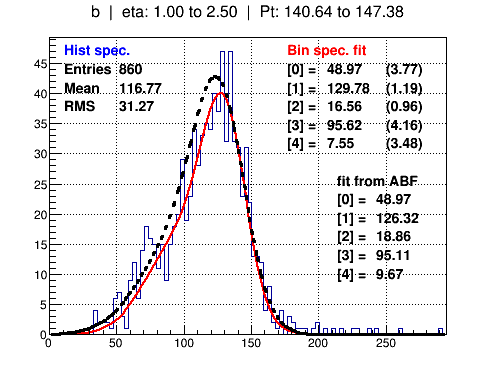 b | eta: 1.00 to 2.50 | Pt: 140.64 to 147.38
Hist spec.
Entries 860
Mean 116.77
RMS 31.27
Bin spec. fit
[0] = 48.97 (3.77)
[1] = 129.78 (1.19)
[2] = 16.56 (0.96)
[3] = 95.62 (4.16)
[4] = 7.55 (3.48)
fit from ABF
[0] = 48.97
[1] = 126.32
[2] = 18.86
[3] = 95.11
[4] = 9.67
45
40
35
30
25
20
15
10
5
0
0 50 100 150 200 250